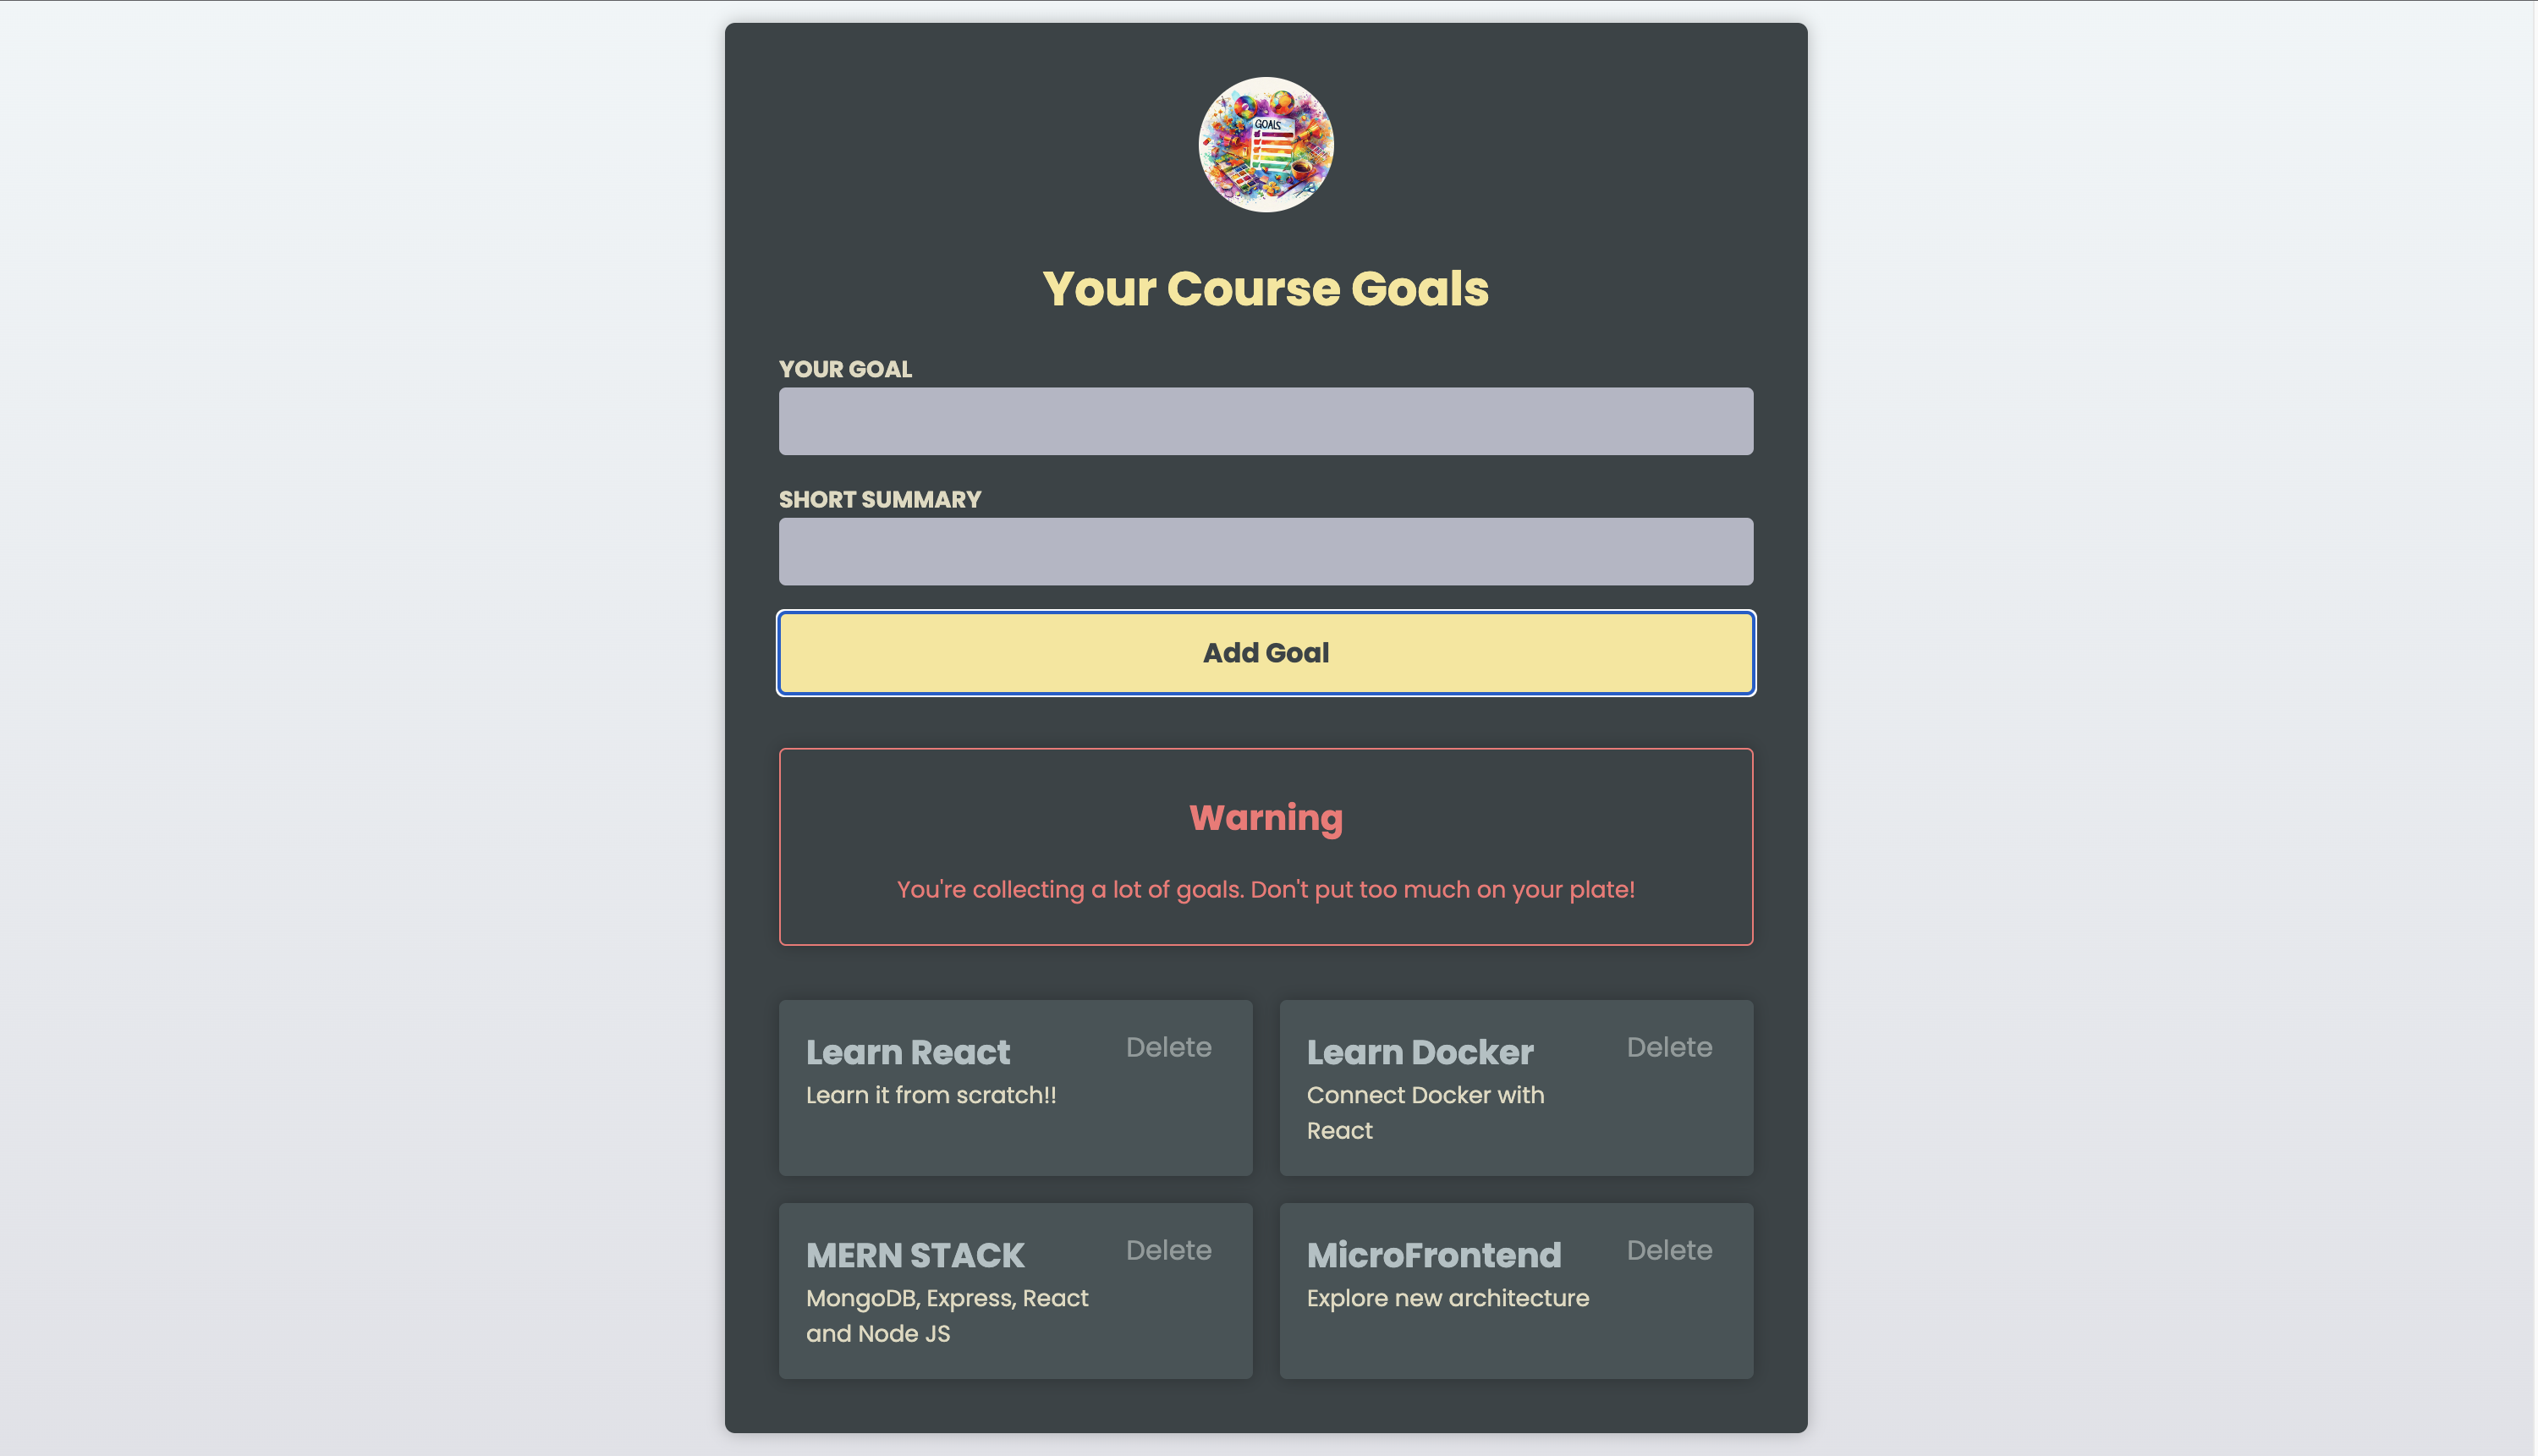 GOALS
Your Course Goals
YOUR GOAL
SHORT SUMMARY
Add Goal
Warning
You're collecting a lot of goals. Don't put too much on your plate!
Learn React
Delete
Learn it from scratch!!
Learn Docker
Delete
Connect Docker with
React
MERN STACK
Delete
MongoDB, Express, React
and Node JS
MicroFrontend
Delete
Explore new architecture